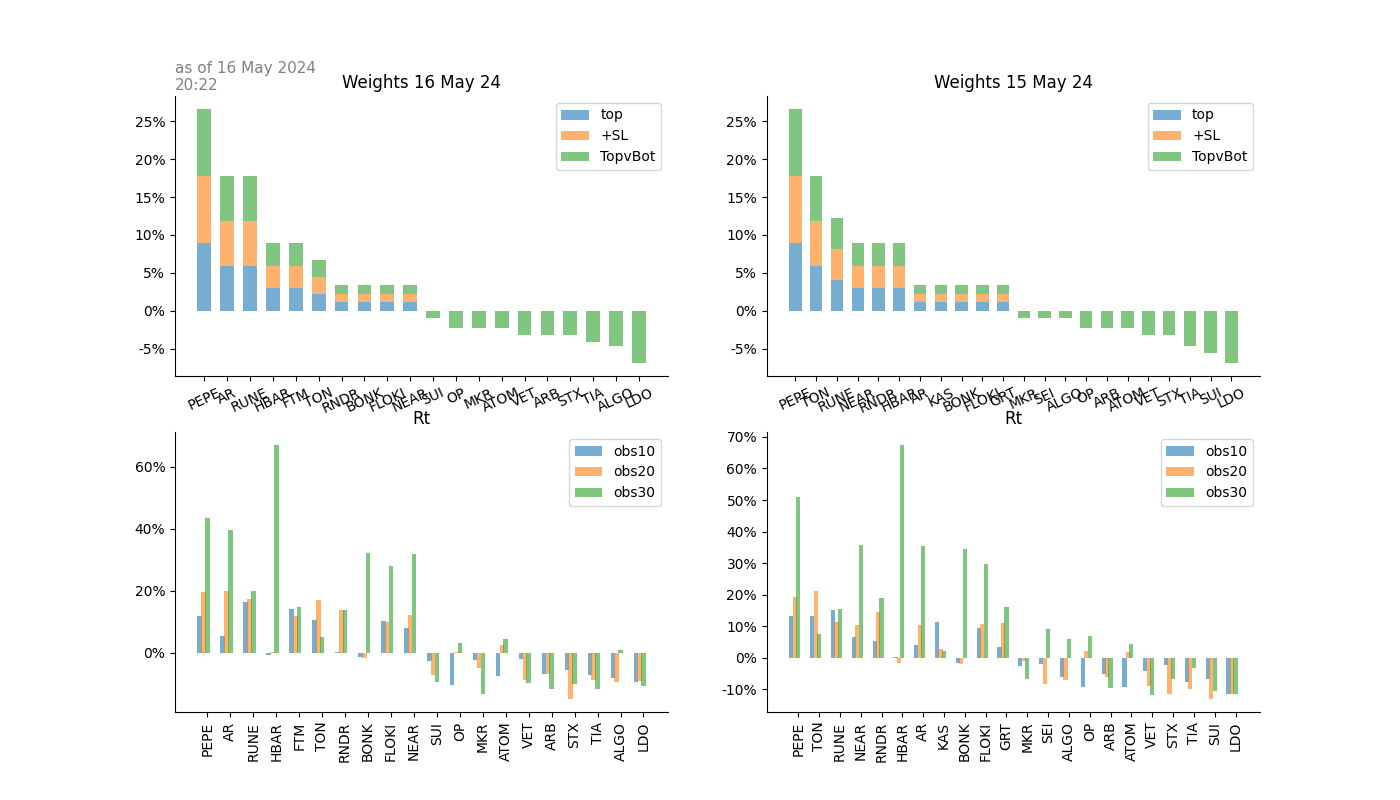 as of 16 May 2024
20:22
Weights 16 May 24
25%
20%
15%
10%
5%
0%
-5%
top
+SL
TopvBot
PEPE AR RUNE HBAR FTM TON RNDR BONK FLOKI NEAR SUI OP MKR ATOM VET ARB STX TIA ALGO LDO
Weights 15 May 24
25%
20%
15%
10%
5%
0%
-5%
top
+SL
TopvBot
PEPE TON RUNE NEAR RNDR HBAR AR KAS BONK FLOKI GRT MKR SEI ALGO OP ARB ATOM VET STX TIA SUI LDO
Rt
60%
40%
20%
0%
obs10
obs20
obs30
PEPE AR RUNE HBAR FTM TON RNDR BONK FLOKI NEAR SUI OP MKR ATOM VET ARB STX TIA ALGO LDO
Rt
70%
60%
50%
40%
30%
20%
10%
0%
-10%
obs10
obs20
obs30
PEPE TON RUNE NEAR RNDR HBAR AR KAS BONK FLOKI GRT MKR SEI ALGO OP ARB ATOM VET STX TIA SUI LDO